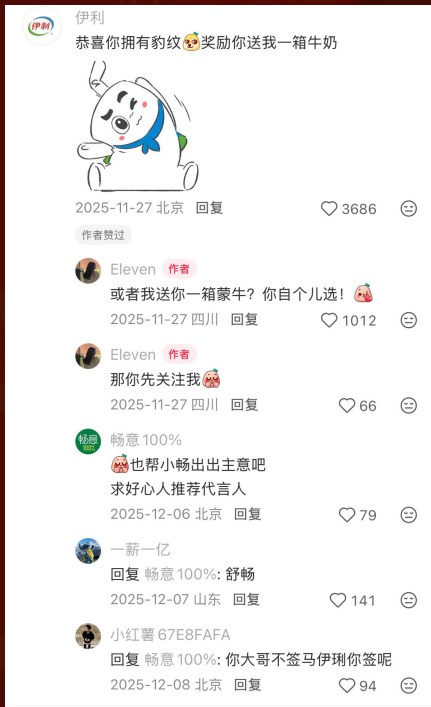 伊利
伊利
恭喜你拥有豹纹奖励你送我一箱牛奶
2025-11-27 北京 回复
3686
作者赞过
Eleven 作者
或者我送你一箱蒙牛？你自个儿选！
2025-11-27 四川 回复
1012
Eleven 作者
那你先关注我
2025-11-27 四川 回复
66
畅意
100%
畅意100%
也帮小畅出出主意吧
求好心人推荐代言人
2025-12-06 北京 回复
79
一薪一亿
回复 畅意100%: 舒畅
2025-12-07 山东 回复
141
小红薯67E8FAFA
回复 畅意100%: 你大哥不签马伊琍你签呢
2025-12-08 北京 回复
94